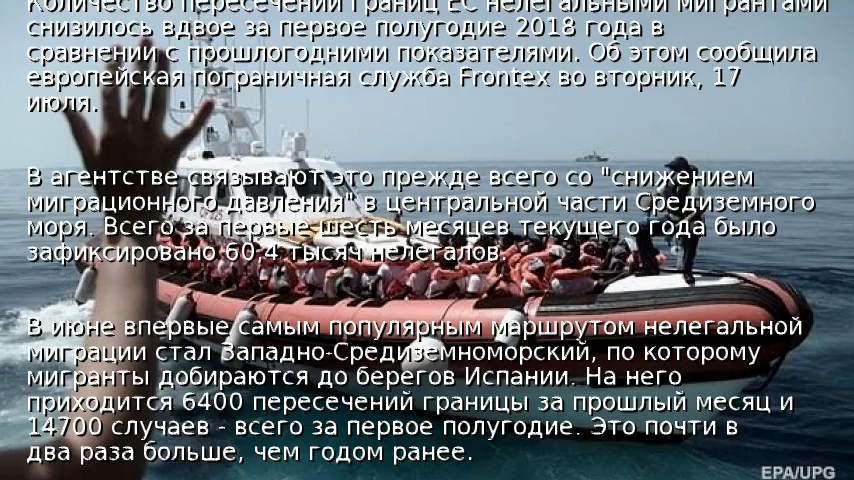 Количество пересечений границ ЕС нелегальными мигрантами
снизилось вдвое за первое полугодие 2018 года в
сравнении с прошлогодними показателями. Об этом сообщила
европейская пограничная служба Frontex во вторник, 17
июля.
В агентстве связывают это прежде всего со "снижением
миграционного давления" в центральной части Средиземного
моря. Всего за первые шесть месяцев текущего года было
зафиксировано 60,4 тысяч нелегалов.
В июне впервые самым популярным маршрутом нелегальной
миграции стал Западно-Средиземноморский, по которому
мигранты добираются до берегов Испании. На него
приходится 6400 пересечений границы за прошлый месяц и
14700 случаев - всего за первое полугодие. Это почти в
два раза больше, чем годом ранее.
EPA/UPG